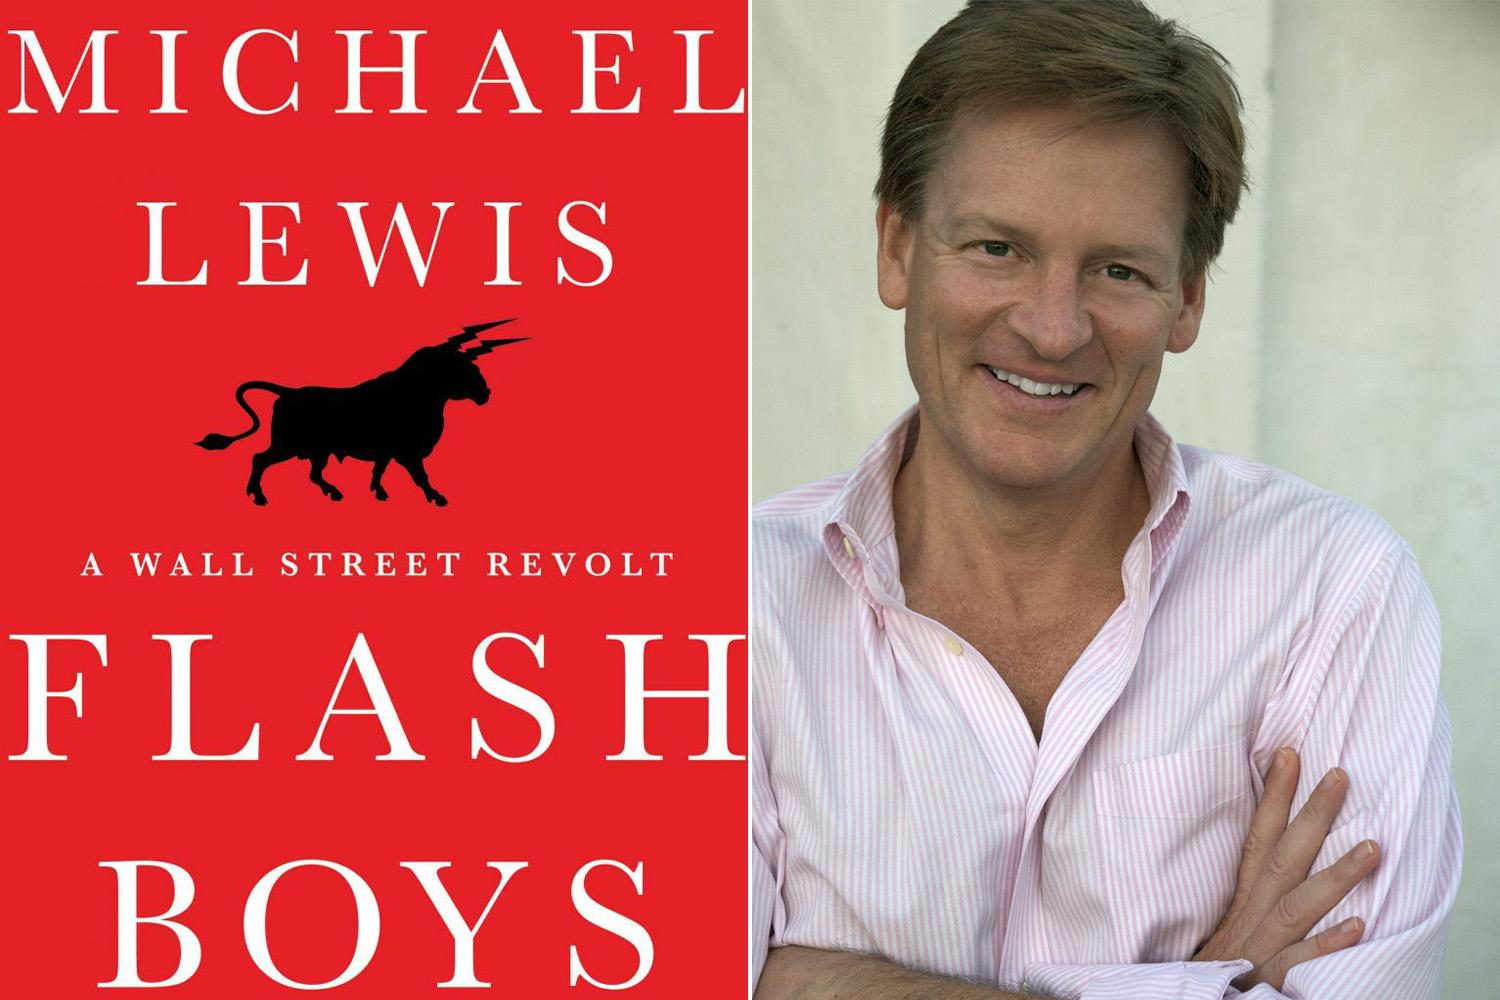 MICHAEL
LEWIS
A WALL STREET REVOLT
FLASH
BOYS